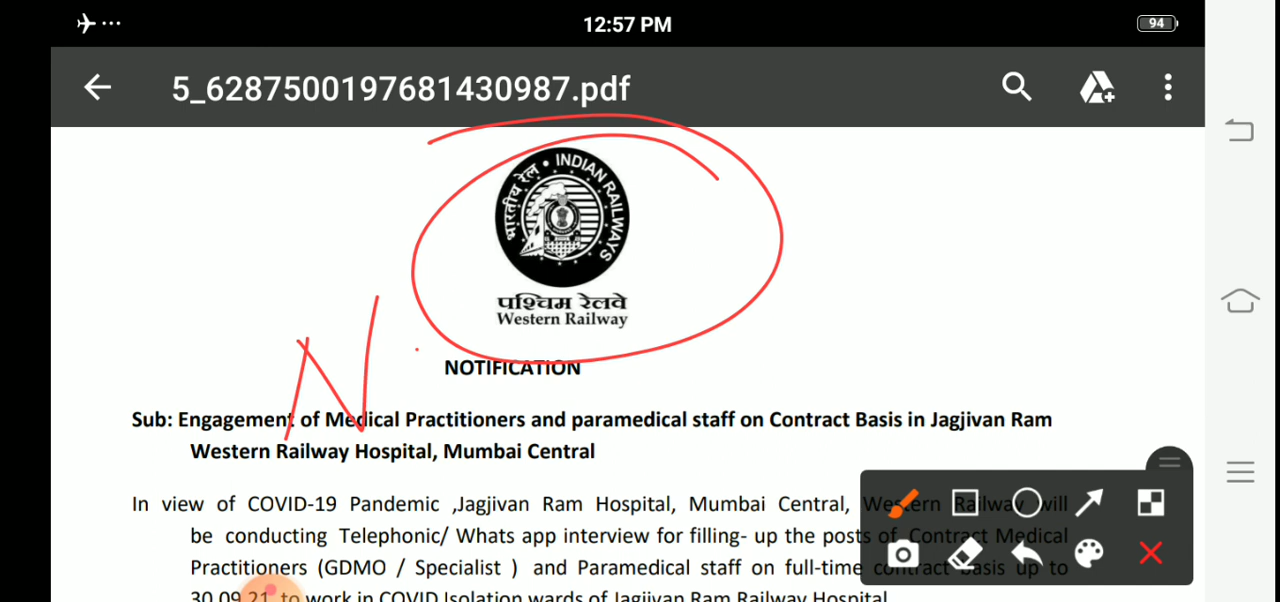 12:57 PM
94
5_6287500197681430987.pdf
भारतीय रेल • INDIAN RAILWAYS
पश्चिम रेलवे
Western Railway
N
NOTIFICATION
Sub: Engagement of Medical Practitioners and paramedical staff on Contract Basis in Jagjivan Ram
Western Railway Hospital, Mumbai Central
In view of COVID-19 Pandemic ,Jagjivan Ram Hospital, Mumbai Central, Western Railway will
be conducting Telephonic/ Whats app interview for filling- up the posts of Contract Medical
Practitioners (GDMO / Specialist ) and Paramedical staff on full-time contract basis up to
30.09.21 to work in COVID Isolation wards of Jagjivan Ram Railway Hospital